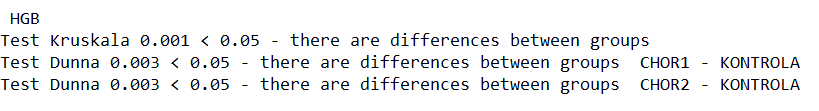 HGB
Test Kruskala 0.001 < 0.05 - there are differences between groups
Test Dunna 0.003 < 0.05 - there are differences between groups  CHOR1 - KONTROLA
Test Dunna 0.003 < 0.05 - there are differences between groups  CHOR2 - KONTROLA